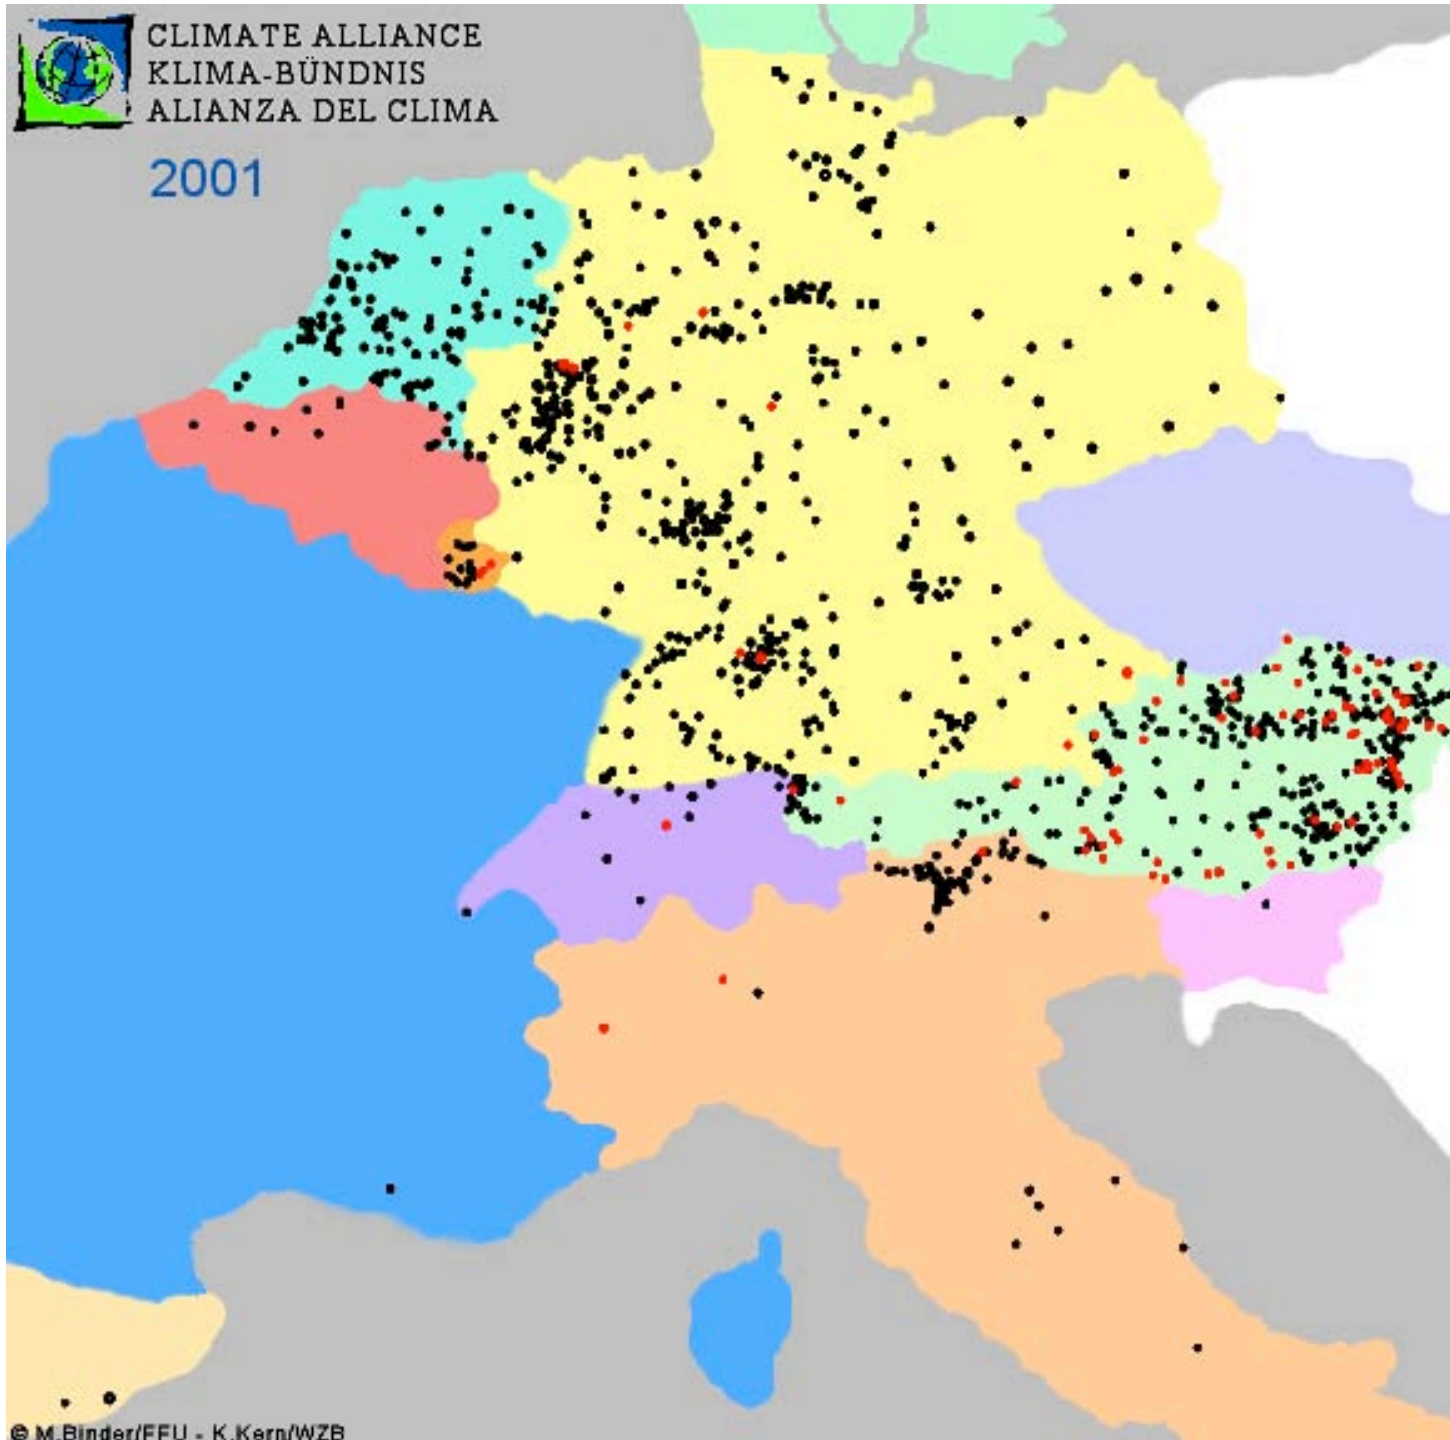 CLIMATE ALLIANCE
KLIMA-BÜNDNIS
ALIANZA DEL CLIMA
2001
© M.Binder/FFU - K.Kern/WZB